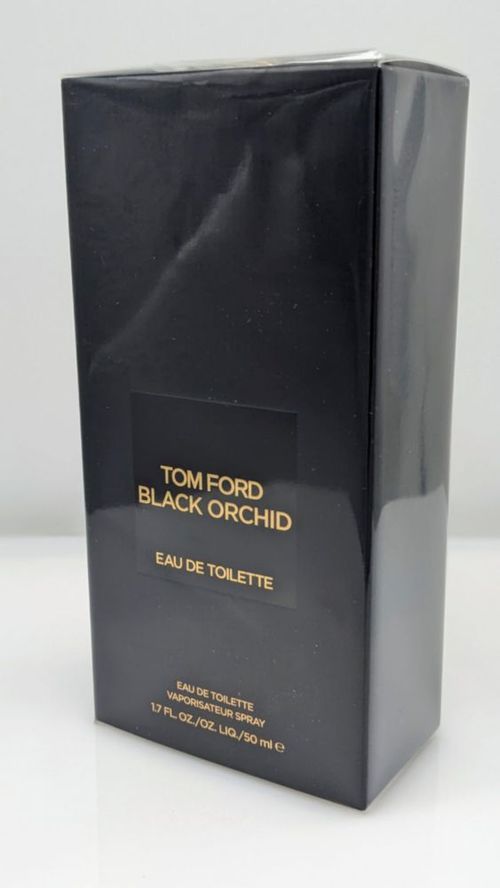 TOM FORD
BLACK ORCHID
EAU DE TOILETTE
EAU DE TOILETTE
VAPORISATEUR SPRAY
1.7 FL. OZ./OZ. LIQ./50 ml ℮